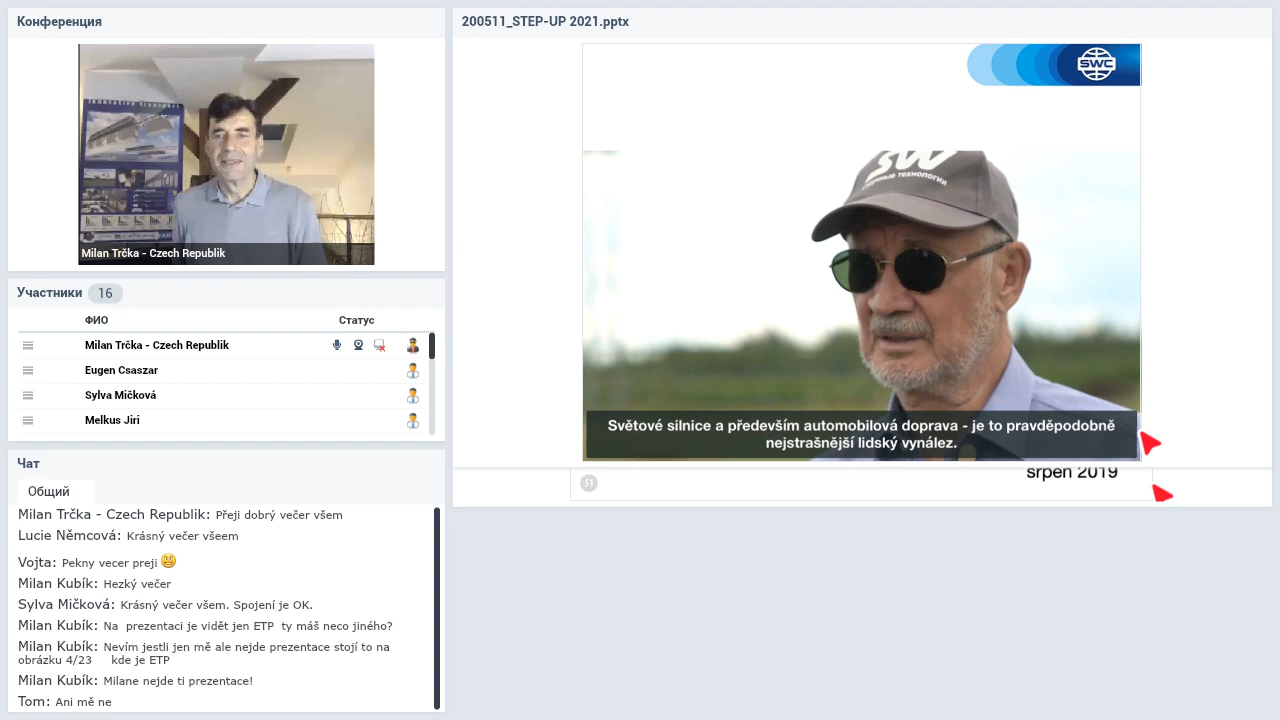 Конференция
Innovative transport
Milan Trčka - Czech Republik
Участники 16
ФИО Статус
Milan Trčka - Czech Republik
Eugen Csaszar
Sylva Mičková
Melkus Jiri
Чат
Общий
Milan Trčka - Czech Republik: Přeji dobrý večer všem
Lucie Němcová: Krásný večer všeem
Vojta: Pekny vecer preji
Milan Kubík: Hezký večer
Sylva Mičková: Krásný večer všem. Spojení je OK.
Milan Kubík: Na prezentaci je vidět jen ETP ty máš neco jiného?
Milan Kubík: Nevím jestli jen mě ale nejde prezentace stojí to na
obrázku 4/23 kde je ETP
Milan Kubík: Milane nejde ti prezentace!
Tom: Ani mě ne
200511_STEP-UP 2021.pptx
SWC
SW
технологии
Světové silnice a především automobilová doprava - je to pravděpodobně
nejstrašnější lidský vynález.
51
srpen 2019